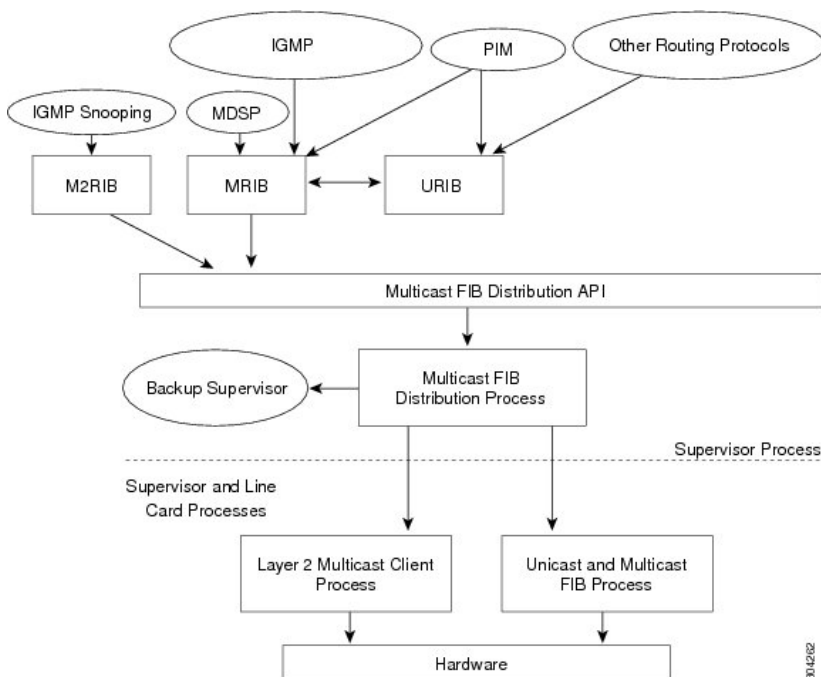 IGMP
PIM
Other Routing Protocols
IGMP Snooping
MDSP
M2RIB
MRIB
URIB
Multicast FIB Distribution API
Backup Supervisor
Multicast FIB
Distribution Process
Supervisor Process
Supervisor and Line
Card Processes
Layer 2 Multicast Client
Process
Unicast and Multicast
FIB Process
Hardware